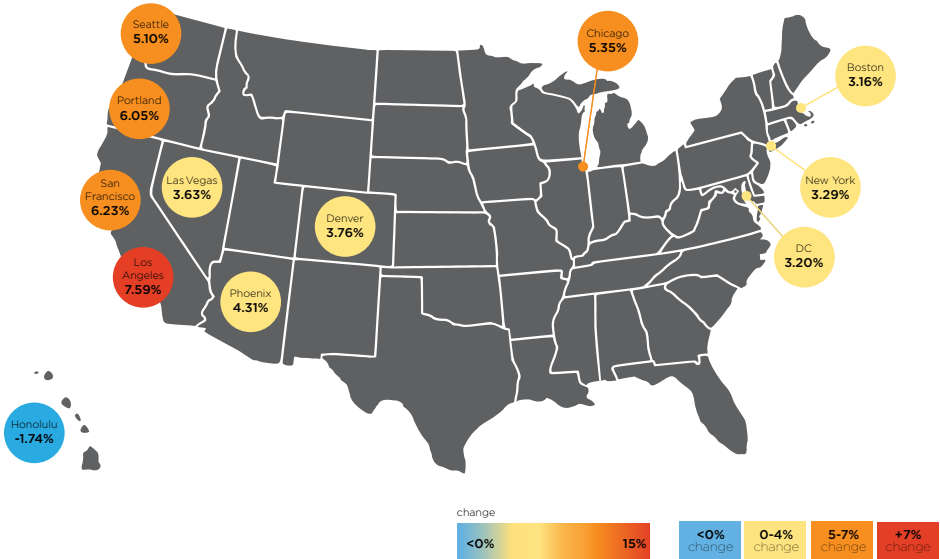 Seattle
5.10%
Chicago
5.35%
Boston
3.16%
Portland
6.05%
San
Francisco
6.23%
Las Vegas
3.63%
New York
3.29%
Denver
3.76%
DC
3.20%
Los
Angeles
7.59%
Phoenix
4.31%
Honolulu
-1.74%
change
<0% 15%
<0%
change
0-4%
change
5-7%
change
+7%
change